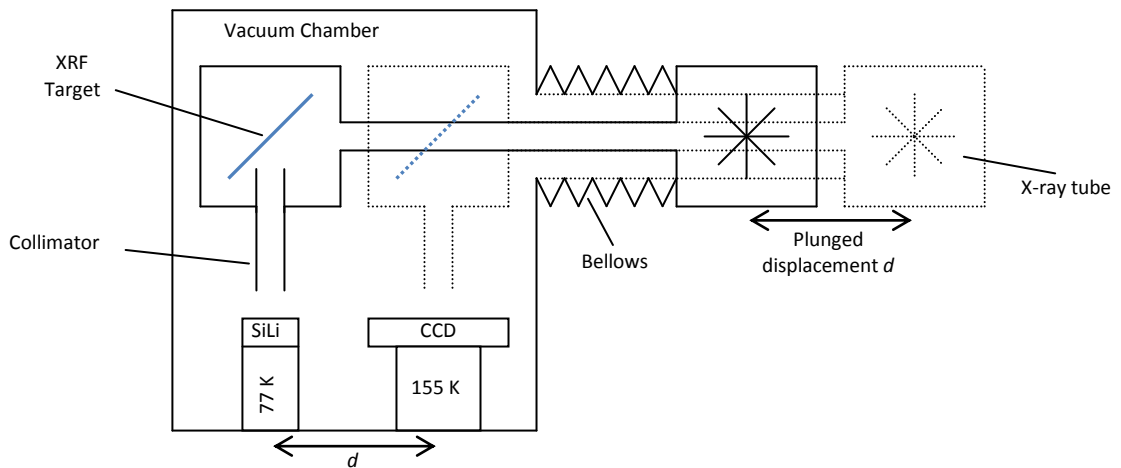 Vacuum Chamber
XRF
Target
X-ray tube
Collimator
Bellows
Plunged
displacement d
SiLi
CCD
77 K
155 K
d